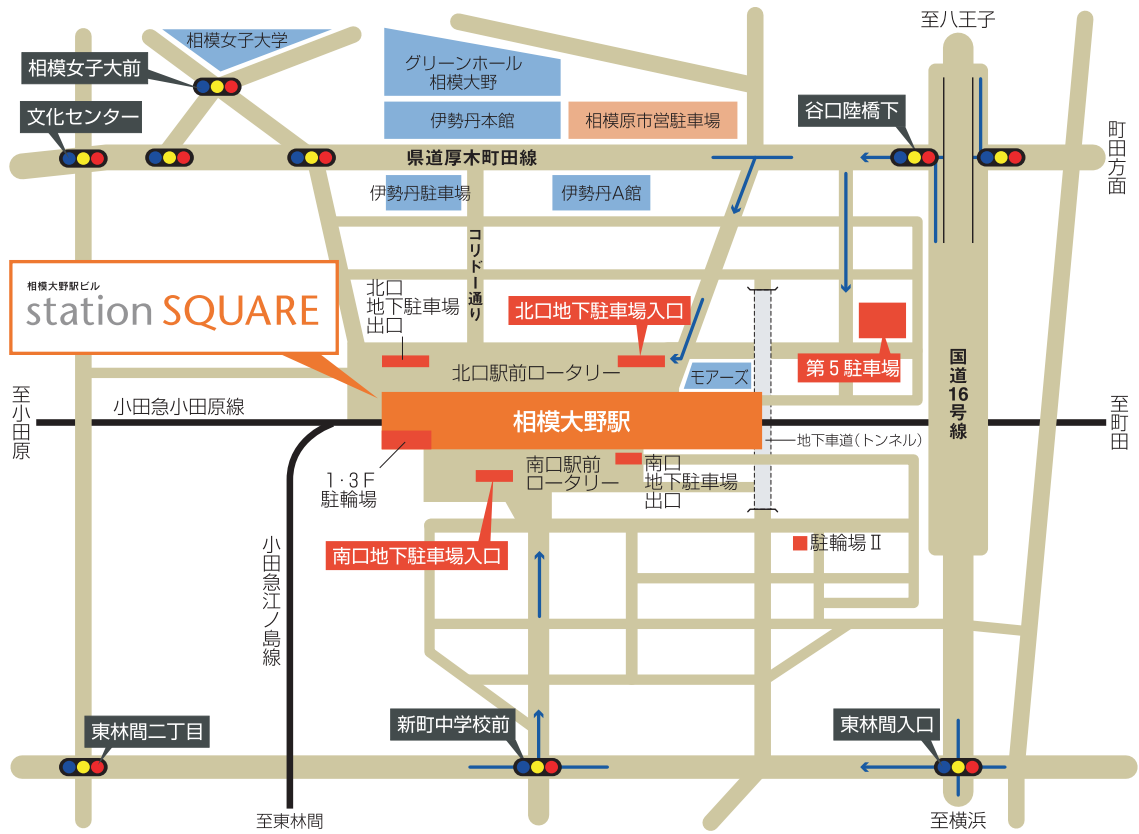 至八王子
相模女子大学
相模女子大前
グリーンホール
相模大野
文化センター
伊勢丹本館
相模原市営駐車場
谷口陸橋下
町田方面
県道厚木町田線
伊勢丹駐車場
伊勢丹A館
コリドー通り
相模大野駅ビル
station SQUARE
北口
地下駐車場
出口
北口地下駐車場入口
第5駐車場
北口駅前ロータリー
モアーズ
国道16号線
至小田原
小田急小田原線
相模大野駅
地下車道(トンネル)
至町田
1・3F
駐輪場
南口駅前
ロータリー
南口
地下駐車場
出口
南口地下駐車場入口
駐輪場Ⅱ
小田急江ノ島線
東林間二丁目
新町中学校前
東林間入口
至東林間
至横浜